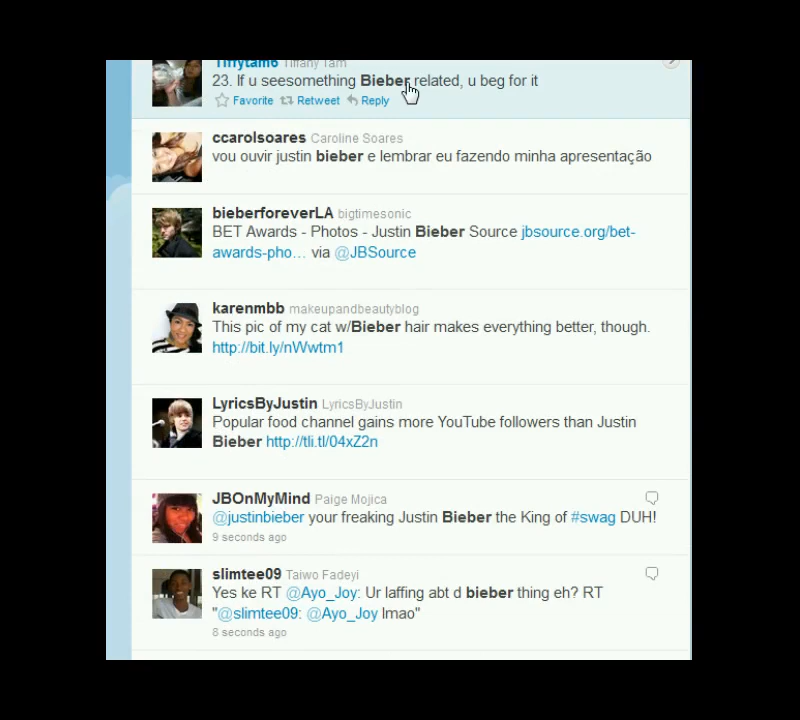 Tiffytam6 Tiffany Tam
23. If u seesomething Bieber related, u beg for it
Favorite Retweet Reply
ccarolsoares Caroline Soares
vou ouvir justin bieber e lembrar eu fazendo minha apresentação
bieberforeverLA bigtimesonic
BET Awards - Photos - Justin Bieber Source jbsource.org/bet-
awards-pho... via @JBSource
karenmbb makeupandbeautyblog
This pic of my cat w/Bieber hair makes everything better, though.
http://bit.ly/nWwtm1
LyricsByJustin LyricsByJustin
Popular food channel gains more YouTube followers than Justin
Bieber http://tli.tl/04xZ2n
JBOnMyMind Paige Mojica
@justinbieber your freaking Justin Bieber the King of #swag DUH!
9 seconds ago
slimtee09 Taiwo Fadeyi
Yes ke RT @Ayo_Joy: Ur laffing abt d bieber thing eh? RT
"@slimtee09: @Ayo_Joy lmao"
8 seconds ago